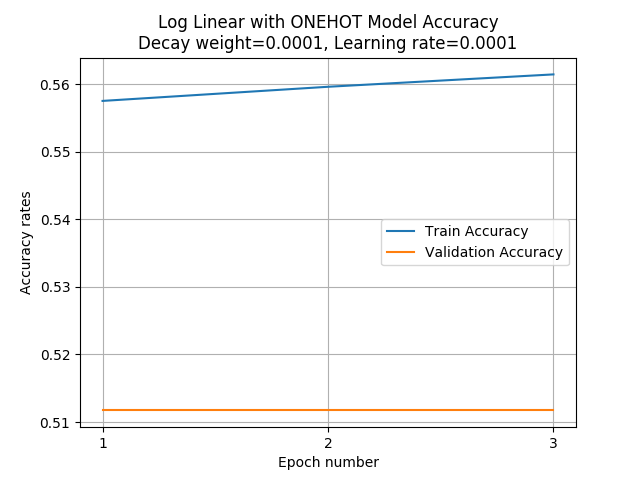 Log Linear with ONEHOT Model Accuracy
Decay weight=0.0001, Learning rate=0.0001
Accuracy rates
0.56
0.55
0.54
0.53
0.52
0.51
Train Accuracy
Validation Accuracy
1
2
3
Epoch number